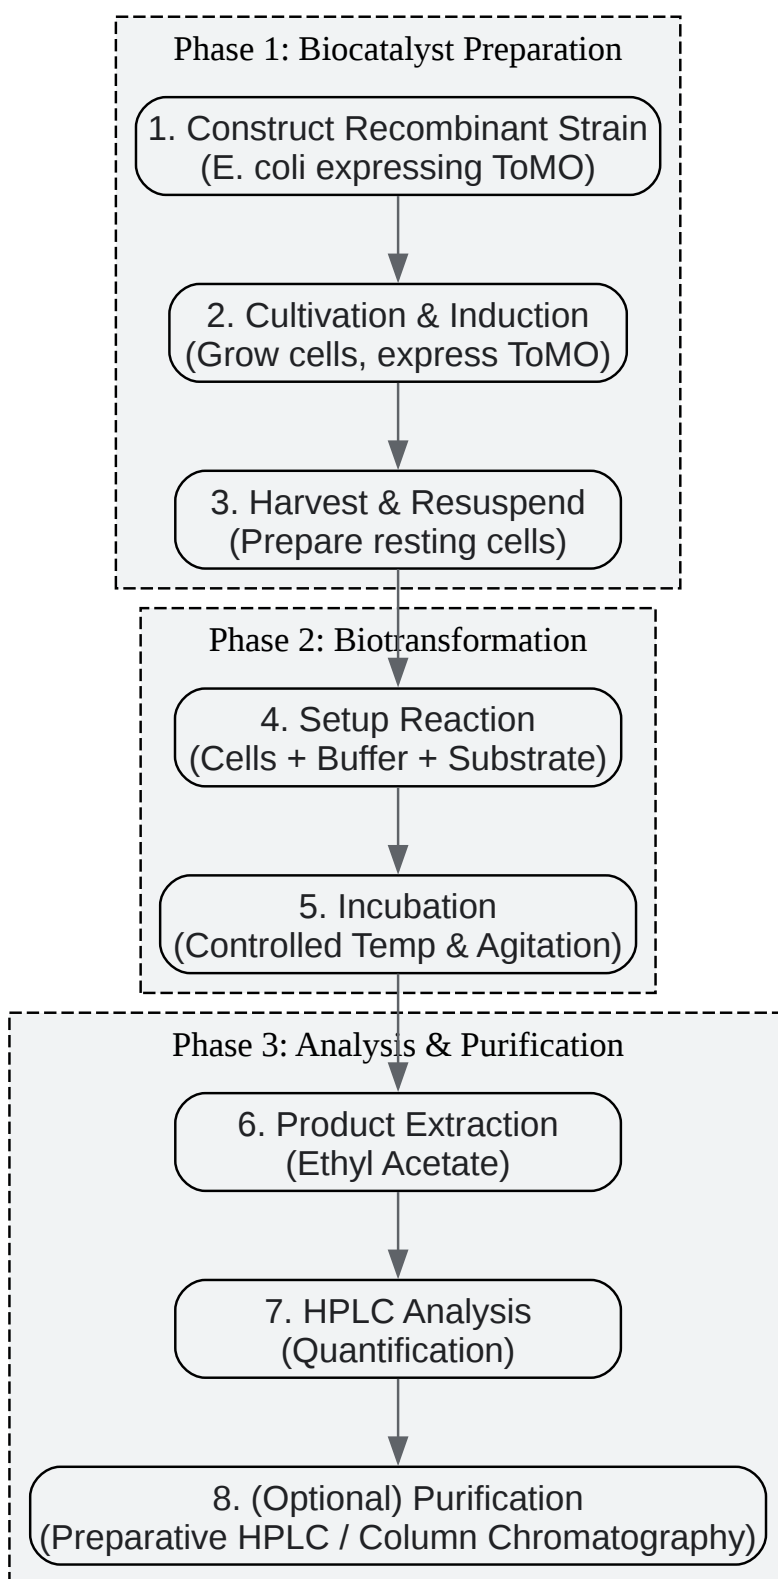 Phase 1: Biocatalyst Preparation
1. Construct Recombinant Strain
(E. coli expressing ToMO)
2. Cultivation & Induction
(Grow cells, express ToMO)
3. Harvest & Resuspend
(Prepare resting cells)
Phase 2: Biotransformation
4. Setup Reaction
(Cells + Buffer + Substrate)
5. Incubation
(Controlled Temp & Agitation)
Phase 3: Analysis & Purification
6. Product Extraction
(Ethyl Acetate)
7. HPLC Analysis
(Quantification)
8. (Optional) Purification
(Preparative HPLC / Column Chromatography)